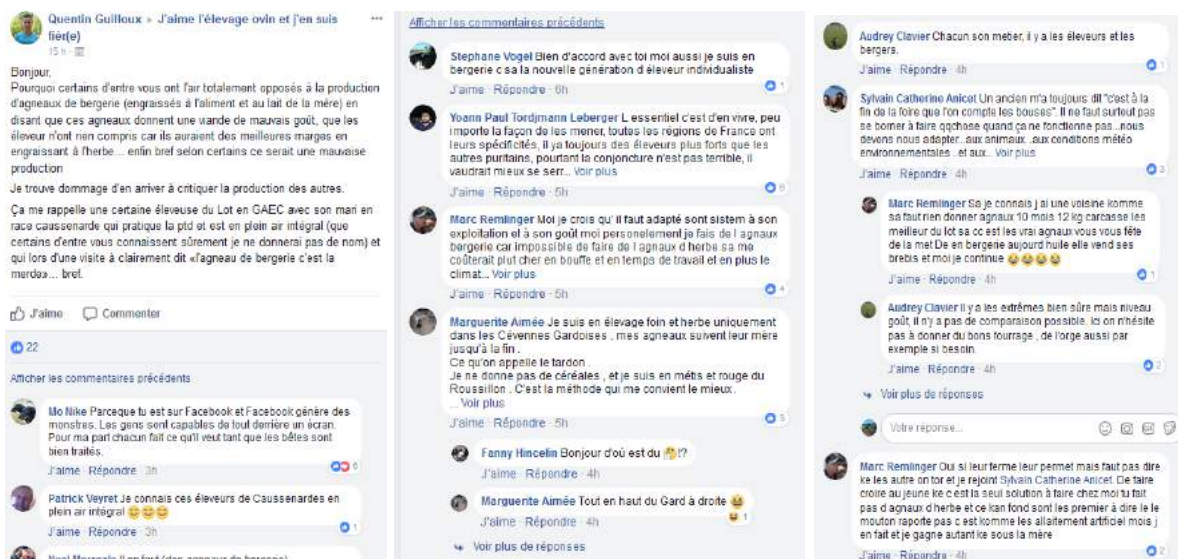 Quentin Guilloux ▸ J'aime l'élevage ovin et j'en suis
fièr(e)
15 h
Bonjour,
Pourquoi certains d'entre vous ont l'air totalement opposés à la production
d'agneaux de bergerie (engraissés à l'aliment et au lait de la mère) en
disant que ces agneaux donnent une viande de mauvais goût, que les
éleveur n'ont rien compris car ils auraient des meilleures marges en
engraissant à l'herbe... enfin bref selon certains ce serait une mauvaise
production
Je trouve dommage d'en arriver à critiquer la production des autres.
Ça me rappelle une certaine éleveuse du Lot en GAEC avec son mari en
race caussenarde qui pratique la ptd et est en plein air intégral (que
certains d'entre vous connaissent sûrement je ne donnerai pas de nom) et
qui lors d'une visite à clairement dit «l'agneau de bergerie c'est la
merde»... bref.
J'aime Commenter
22
Afficher les commentaires précédents
Mo Nike Parceque tu est sur Facebook et Facebook génère des
monstres. Les gens sont capables de tout derrière un écran.
Pour ma part chacun fait ce qu'il veut tant que les bêtes sont
bien traités.
J'aime · Répondre · 3h
6
Patrick Veyret Je connais ces éleveurs de Caussenardes en
plein air intégral 😄😄😄
J'aime · Répondre · 3h
1
Afficher les commentaires précédents
Stephane Vogel Bien d'accord avec toi moi aussi je suis en
bergerie c sa la nouvelle génération d éleveur individualiste
J'aime · Répondre · 6h
1
Yoann Paul Tordjmann Leberger L essentiel c'est d'en vivre, peu
importe la façon de les mener, toutes les régions de France ont
leurs spécificités, il ya toujours des éleveurs plus forts que les
autres puritains, pourtant la conjoncture n'est pas terrible, il
vaudrait mieux se serr... Voir plus
J'aime · Répondre · 5h
6
Marc Remlinger Moi je crois qu' il faut adapté sont sistem à son
exploitation et à son goût moi personelement je fais de l agnaux
bergerie car impossible de faire de l agnaux d herbe sa me
coûterait plut cher en bouffe et en temps de travail et en plus le
climat... Voir plus
J'aime · Répondre · 5h
4
Marguerite Aimée Je suis en élevage foin et herbe uniquement
dans les Cévennes Gardoises , mes agneaux suivent leur mère
jusqu'à la fin .
Ce qu'on appelle le tardon .
Je ne donne pas de céréales , et je suis en métis et rouge du
Roussillon . C'est la méthode qui me convient le mieux .
... Voir plus
J'aime · Répondre · 5h
5
Fanny Hincelin Bonjour d'où est du 🤔!?
J'aime · Répondre · 4h
Marguerite Aimée Tout en haut du Gard à droite 😆
J'aime · Répondre · 4h
1
Voir plus de réponses
Audrey Clavier Chacun son metier, il y a les éleveurs et les
bergers.
J'aime · Répondre · 4h
1
Sylvain Catherine Anicet Un ancien m'a toujours dit "c'est à la
fin de la foire que l'on compte les bouses". Il ne faut surtout pas
se borner à faire qqchose quand ça ne fonctionne pas...nous
devons nous adapter..aux animaux .aux conditions météo
environnementales . et aux... Voir plus
J'aime · Répondre · 4h
3
Marc Remlinger Sa je connais j ai une voisine komme
sa faut rien donner agnaux 10 mois 12 kg carcasse les
meilleur du lot sa cc est les vrai agnaux vous vous fête
de la met De en bergerie aujourd huile elle vend ses
brebis et moi je continue 😂😂😂😂
J'aime · Répondre · 4h
1
Audrey Clavier Il y a les extrêmes bien sûre mais niveau
goût, il n'y a pas de comparaison possible. Ici on n'hésite
pas à donner du bons fourrage , de l'orge aussi par
exemple si besoin.
J'aime · Répondre · 4h
2
Voir plus de réponses
Votre réponse...
Marc Remlinger Oui si leur ferme leur permet mais faut pas dire
ke les autre on tor et je rejoint Sylvain Catherine Anicet. De faire
croire au jeune ke c est la seul solution à faire chez moi tu fait
pas d agnaux d herbe et ce kan fond sont les premier à dire le le
mouton raporte pas c est komme les allaitement artificiel mois j
en fait et je gagne autant ke sous la mère
J'aime · Répondre · 4h
2